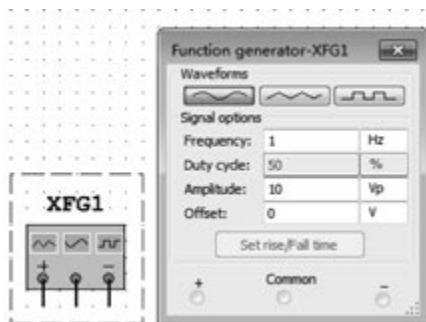 Function generator-XFG1
Waveforms
Signal options
Frequency: 1 Hz
Duty cycle: 50 %
Amplitude: 10 Vp
Offset: 0 V
Set rise/Fall time
+ Common −
XFG1
+ −